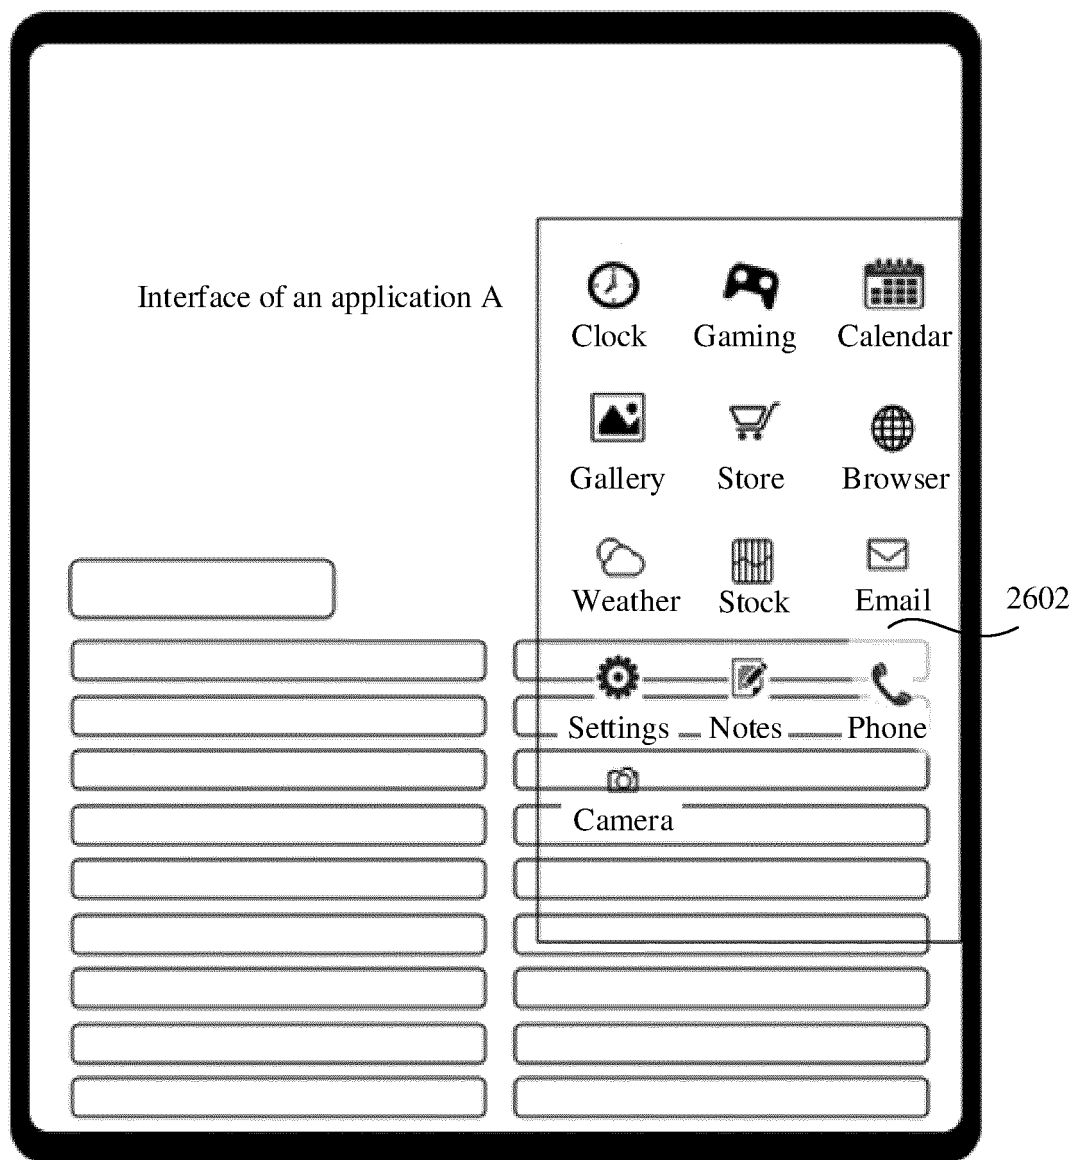 Interface of an application A
Clock Gaming Calendar
Gallery Store Browser
Weather Stock Email
2602
Settings Notes Phone
Camera